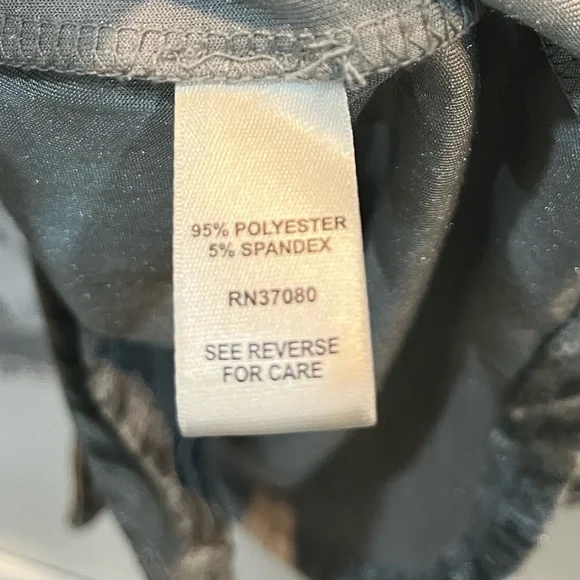 95% POLYESTER
5% SPANDEX
RN37080
SEE REVERSE
FOR CARE